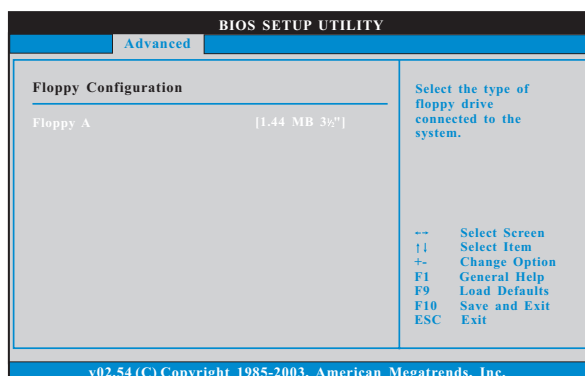 BIOS SETUP UTILITY
Advanced
Floppy Configuration
Floppy A [1.44 MB 3½"]
Select the type of
floppy drive
connected to the
system.
←→ Select Screen
↑↓ Select Item
+- Change Option
F1 General Help
F9 Load Defaults
F10 Save and Exit
ESC Exit
v02.54 (C) Copyright 1985-2003, American Megatrends, Inc.